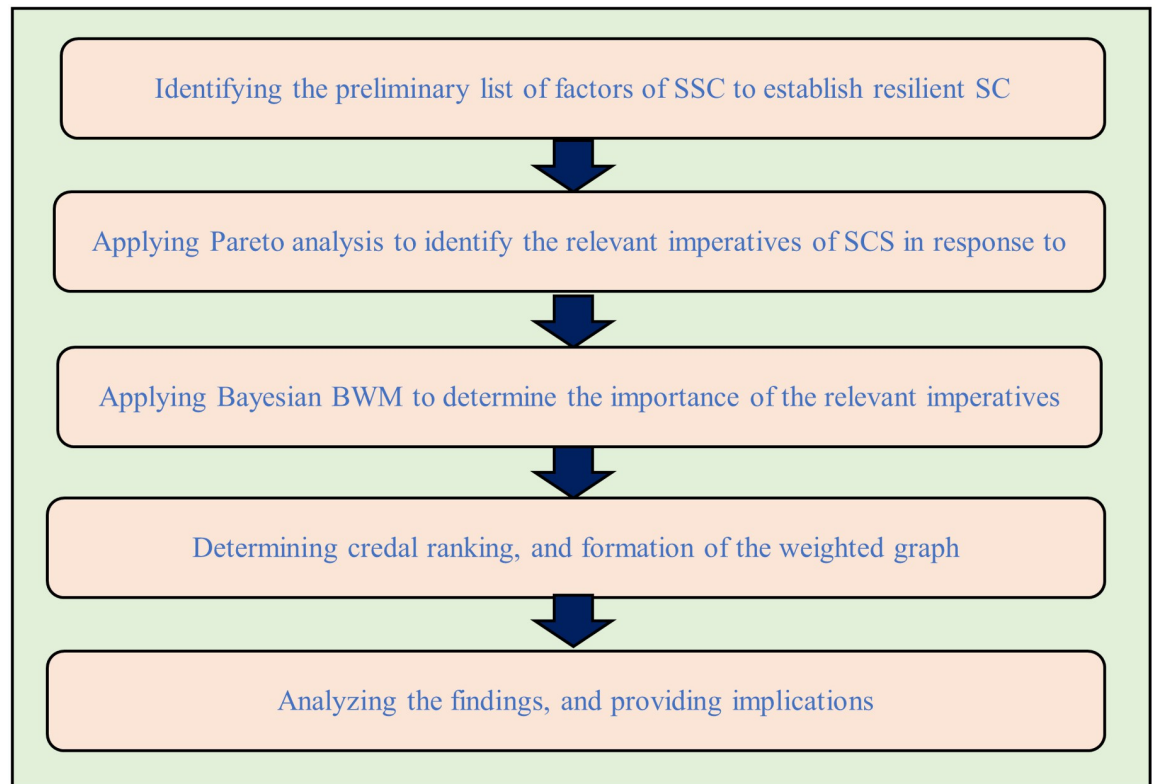 Identifying the preliminary list of factors of SSC to establish resilient SC
Applying Pareto analysis to identify the relevant imperatives of SCS in response to
Applying Bayesian BWM to determine the importance of the relevant imperatives
Determining credal ranking, and formation of the weighted graph
Analyzing the findings, and providing implications